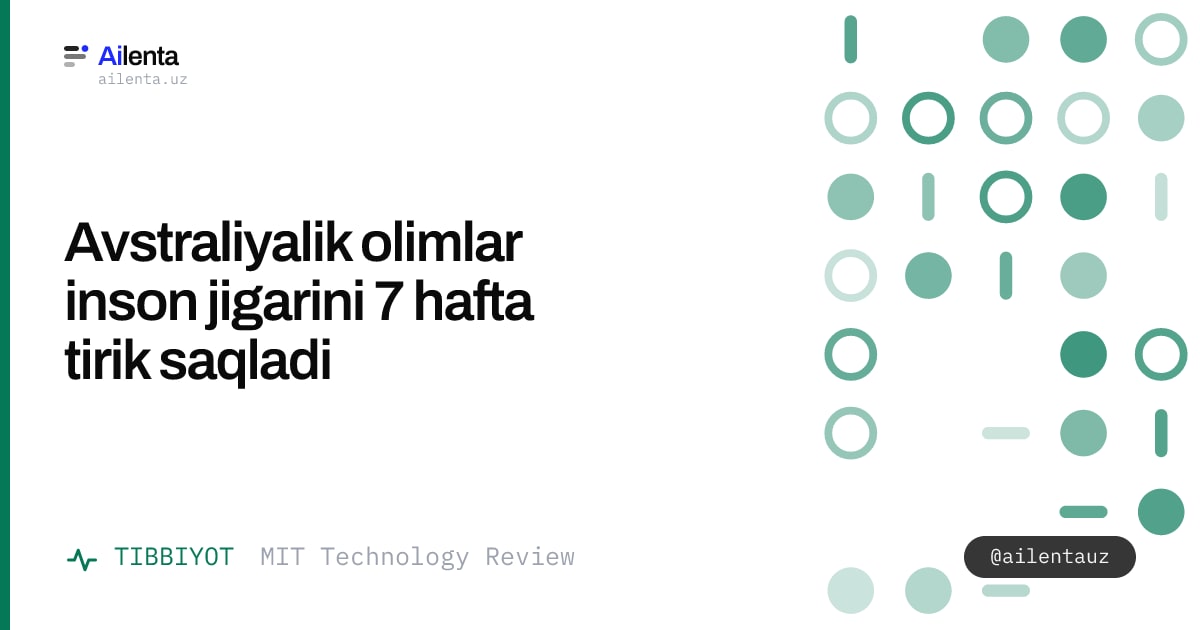 Ailenta
ailenta.uz
Avstraliyalik olimlar
inson jigarini 7 hafta
tirik saqladi
TIBBIYOT MIT Technology Review
@ailentauz